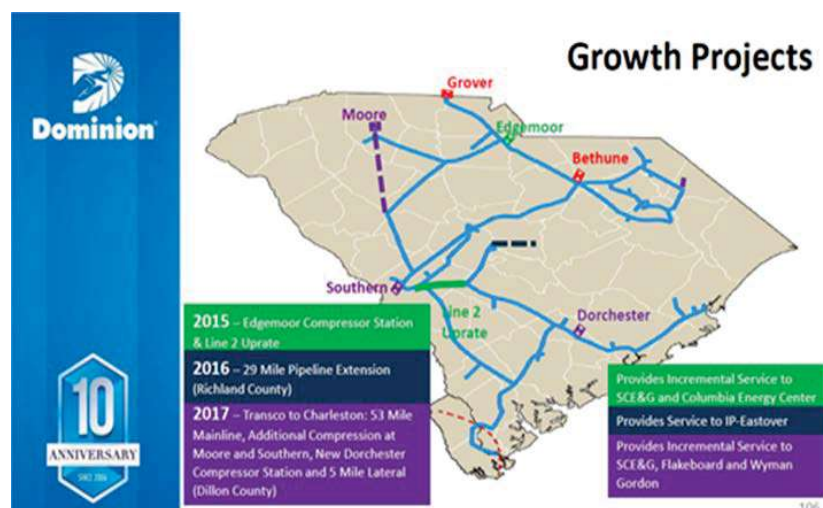 Growth Projects
Dominion
Grover
Moore
Edgemoor
Bethune
Southern
Line 2
Uprate
Dorchester
2015 – Edgemoor Compressor Station
& Line 2 Uprate
2016 – 29 Mile Pipeline Extension
(Richland County)
2017 – Transco to Charleston: 53 Mile
Mainline, Additional Compression at
Moore and Southern, New Dorchester
Compressor Station and 5 Mile Lateral
(Dillon County)
Provides Incremental Service to
SCE&G and Columbia Energy Center
Provides Service to IP-Eastover
Provides Incremental Service to
SCE&G, Flakeboard and Wyman
Gordon
10
ANNIVERSARY
106